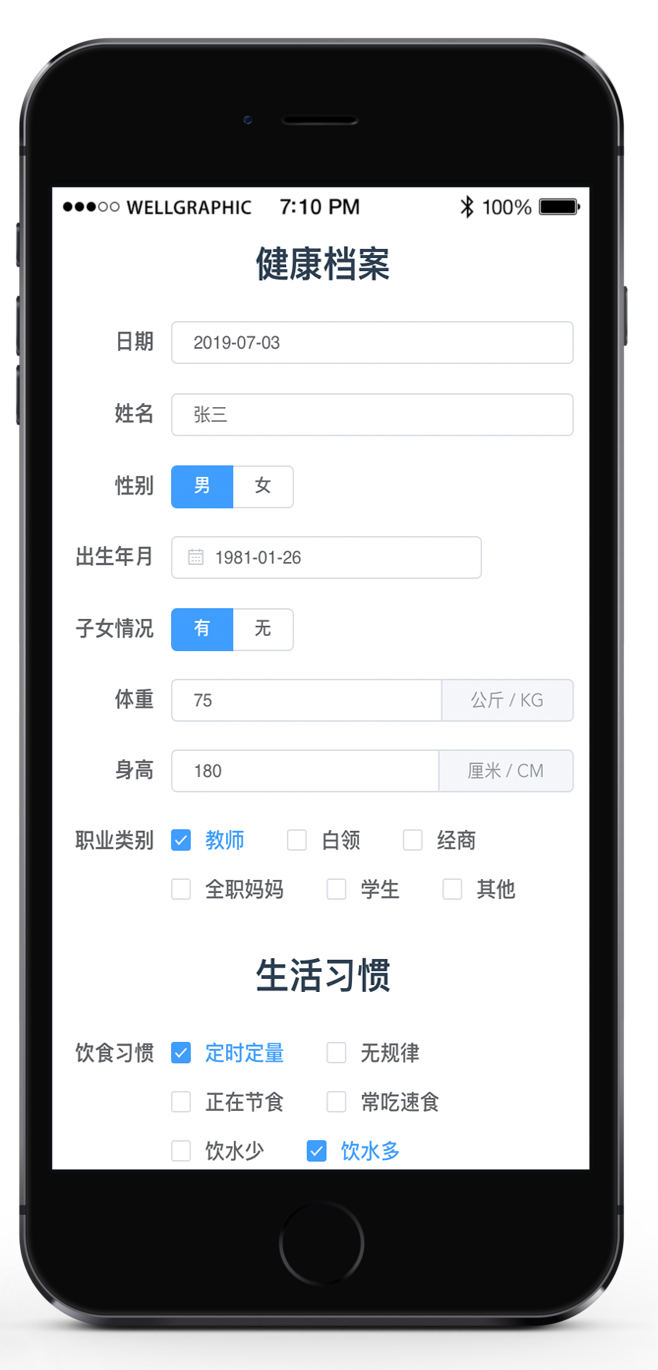 WELLGRAPHIC 7:10 PM 100%
健康档案
日期 2019-07-03
姓名 张三
性别 男 女
出生年月 1981-01-26
子女情况 有 无
体重 75 公斤 / KG
身高 180 厘米 / CM
职业类别 教师 白领 经商
全职妈妈 学生 其他
生活习惯
饮食习惯 定时定量 无规律
正在节食 常吃速食
饮水少 饮水多